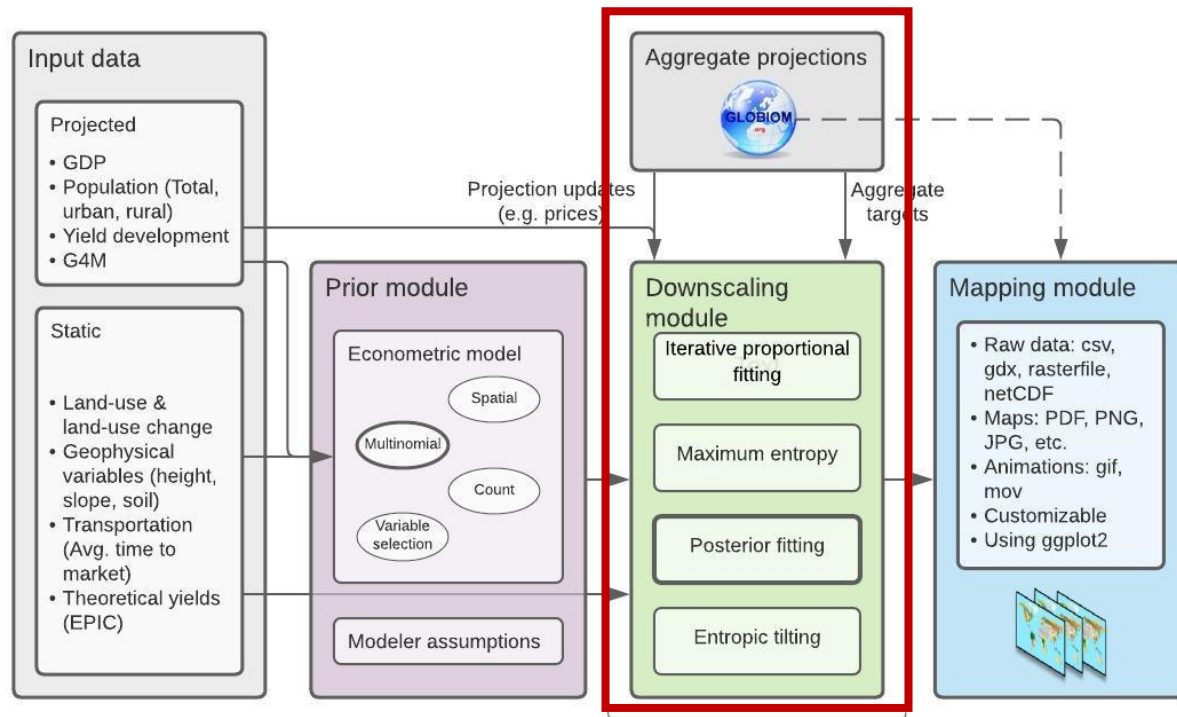 Input data
Projected
• GDP
• Population (Total,
urban, rural)
• Yield development
• G4M
Static
• Land-use &
land-use change
• Geophysical
variables (height,
slope, soil)
• Transportation
(Avg. time to
market)
• Theoretical yields
(EPIC)
Prior module
Econometric model
Spatial
Multinomial
Count
Variable
selection
Modeler assumptions
Aggregate projections
GLOBIOM
.org
Projection updates
(e.g. prices)
Aggregate
targets
Downscaling
module
Iterative proportional
fitting
Maximum entropy
Posterior fitting
Entropic tilting
Mapping module
• Raw data: csv,
gdx, rasterfile,
netCDF
• Maps: PDF, PNG,
JPG, etc.
• Animations: gif,
mov
• Customizable
• Using ggplot2